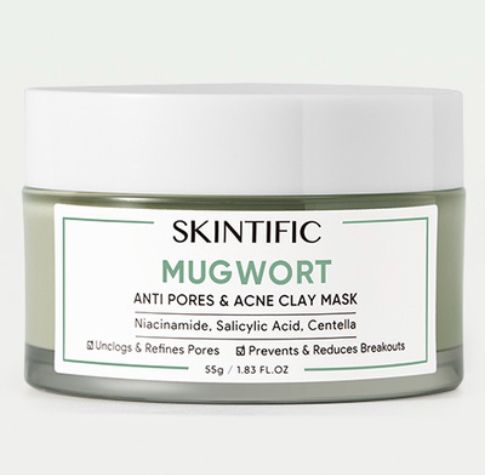 SKINTIFIC
MUGWORT
ANTI PORES & ACNE CLAY MASK
Niacinamide, Salicylic Acid, Centella
☑ Unclogs & Refines Pores ☑ Prevents & Reduces Breakouts
55g / 1.83 FL.OZ